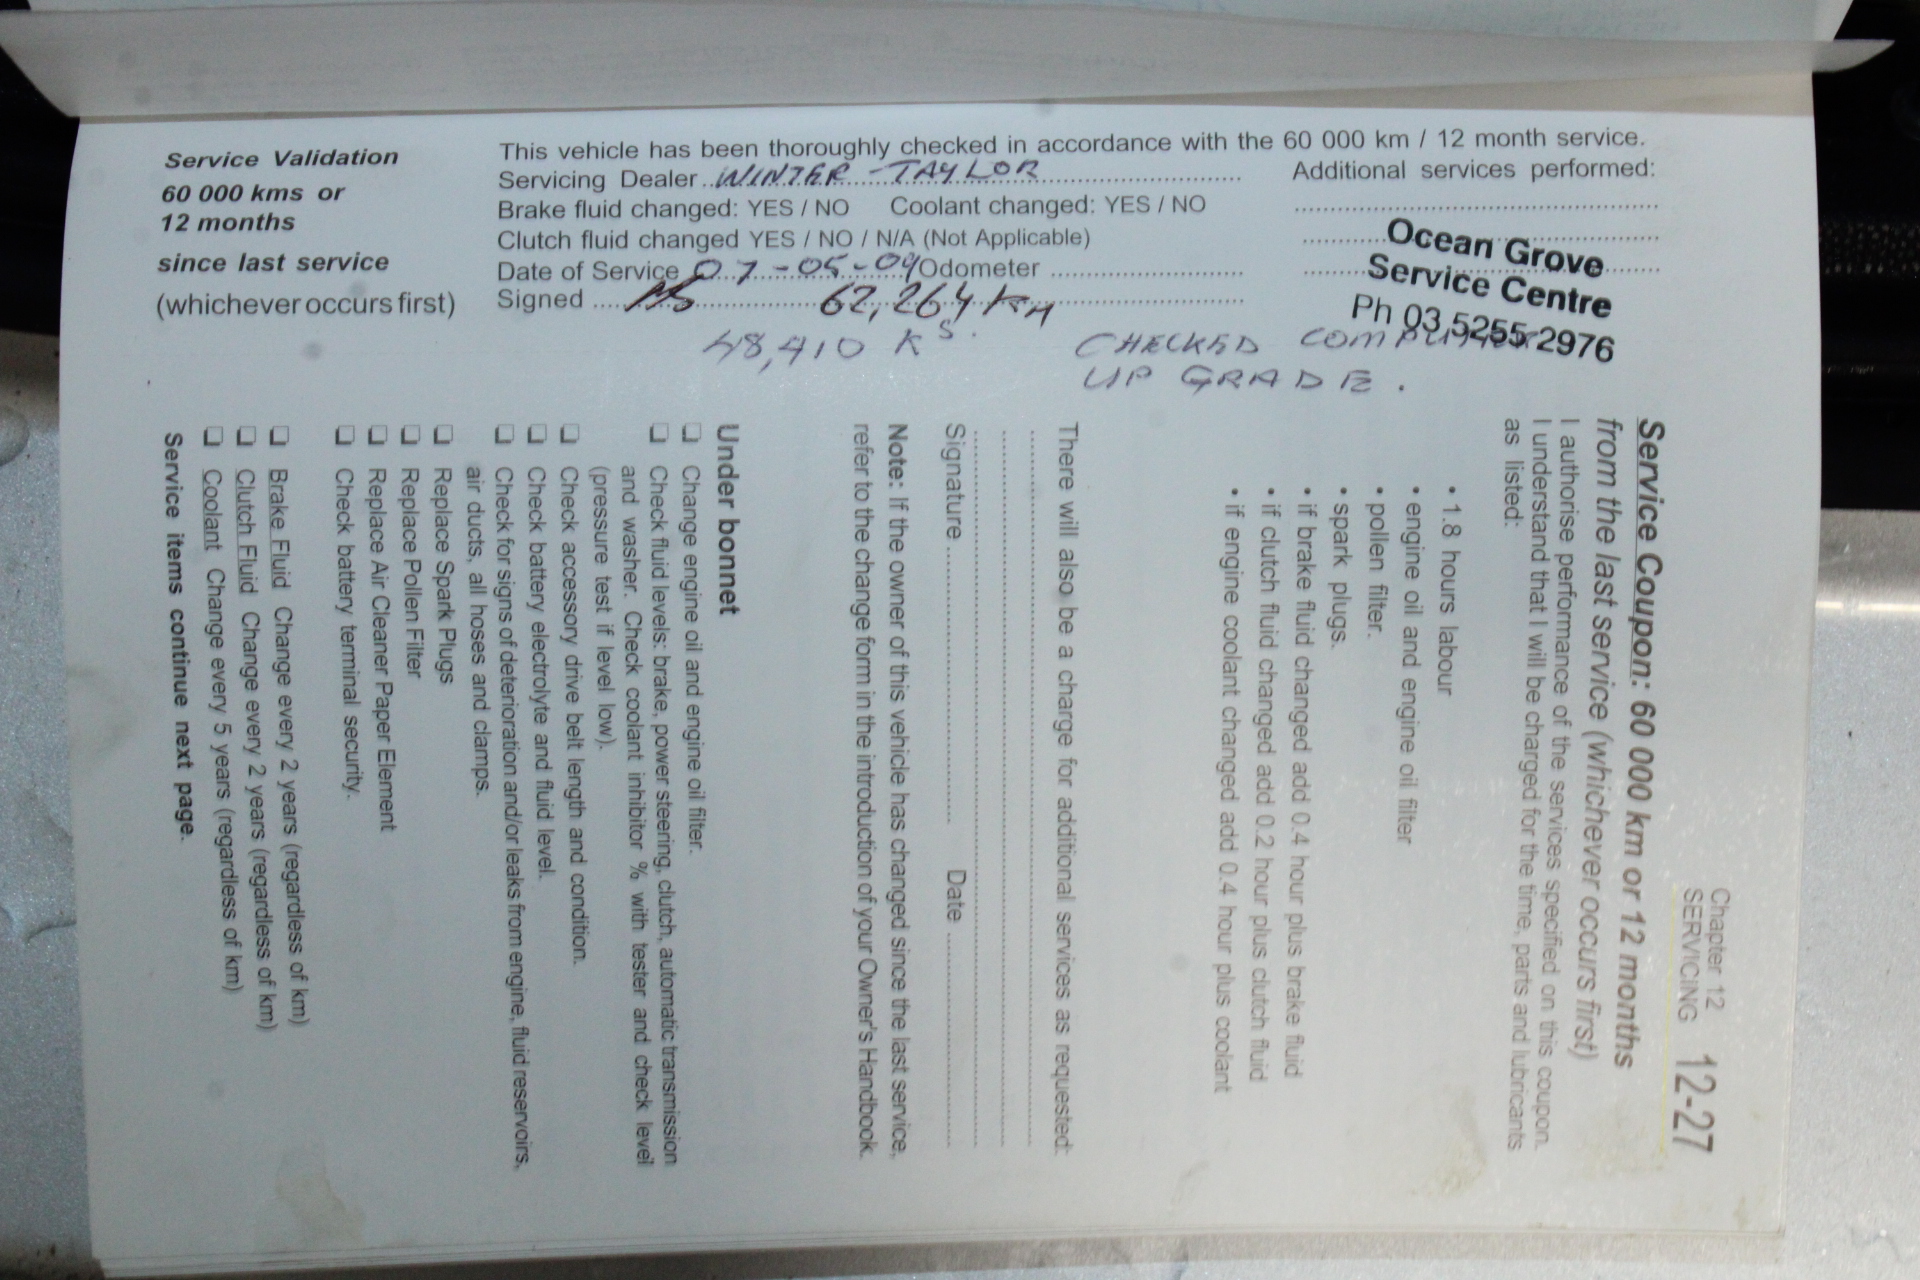 Service Validation
60 000 kms or
12 months
since last service
(whichever occurs first)
This vehicle has been thoroughly checked in accordance with the 60 000 km / 12 month service.
Servicing Dealer WINTER-TAYLOR
Additional services performed:
Brake fluid changed: YES / NO Coolant changed: YES / NO
Clutch fluid changed YES / NO / N/A (Not Applicable)
Date of Service 07-05-09 Odometer
Signed 62,264 KM
48,410 Ks.
CHECKED COMPUTER
UP GRADE.
Ocean Grove
Service Centre
Ph 03 5255 2976
Chapter 12
SERVICING 12-27
Service Coupon: 60 000 km or 12 months
from the last service (whichever occurs first)
I authorise performance of the services specified on this coupon.
I understand that I will be charged for the time, parts and lubricants
as listed:
• 1.8 hours labour
• engine oil and engine oil filter
• pollen filter.
• spark plugs.
• if brake fluid changed add 0.4 hour plus brake fluid
• if clutch fluid changed add 0.2 hour plus clutch fluid
• if engine coolant changed add 0.4 hour plus coolant
There will also be a charge for additional services as requested:
Signature Date
Note: If the owner of this vehicle has changed since the last service,
refer to the change form in the introduction of your Owner's Handbook.
Under bonnet
❑ Change engine oil and engine oil filter.
❑ Check fluid levels: brake, power steering, clutch, automatic transmission
and washer. Check coolant inhibitor % with tester and check level
(pressure test if level low).
❑ Check accessory drive belt length and condition.
❑ Check battery electrolyte and fluid level.
❑ Check for signs of deterioration and/or leaks from engine, fluid reservoirs,
air ducts, all hoses and clamps.
❑ Replace Spark Plugs
❑ Replace Pollen Filter
❑ Replace Air Cleaner Paper Element
❑ Check battery terminal security.
❑ Brake Fluid Change every 2 years (regardless of km)
❑ Clutch Fluid Change every 2 years (regardless of km)
❑ Coolant Change every 5 years (regardless of km)
Service items continue next page.